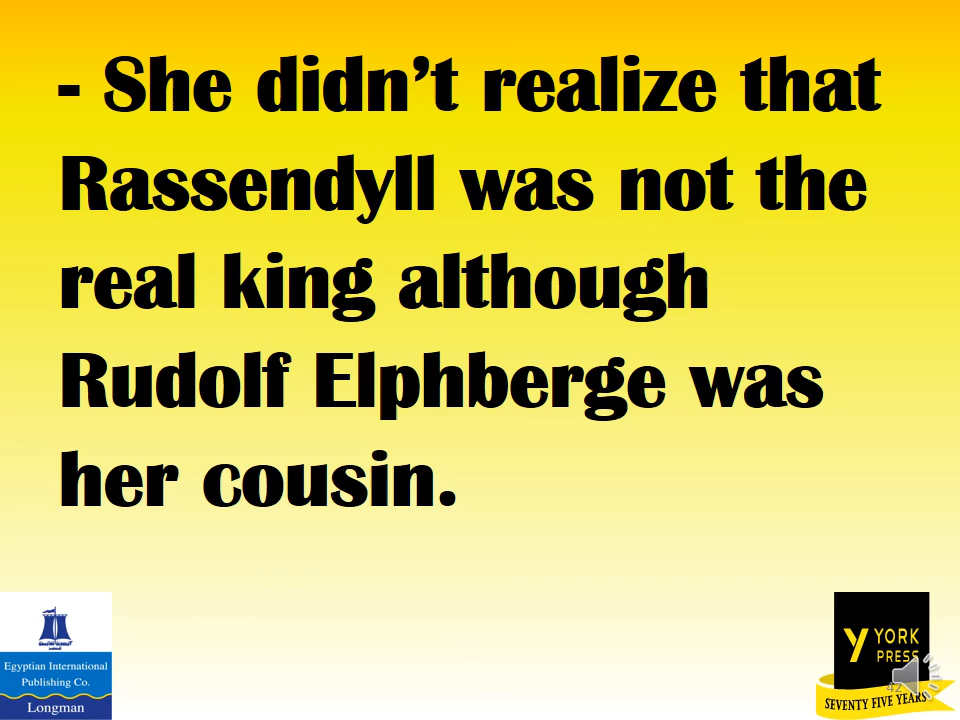 - She didn’t realize that
Rassendyll was not the
real king although
Rudolf Elphberge was
her cousin.
Egyptian International
Publishing Co.
Longman
y YORK
PRESS
42
SEVENTY FIVE YEARS